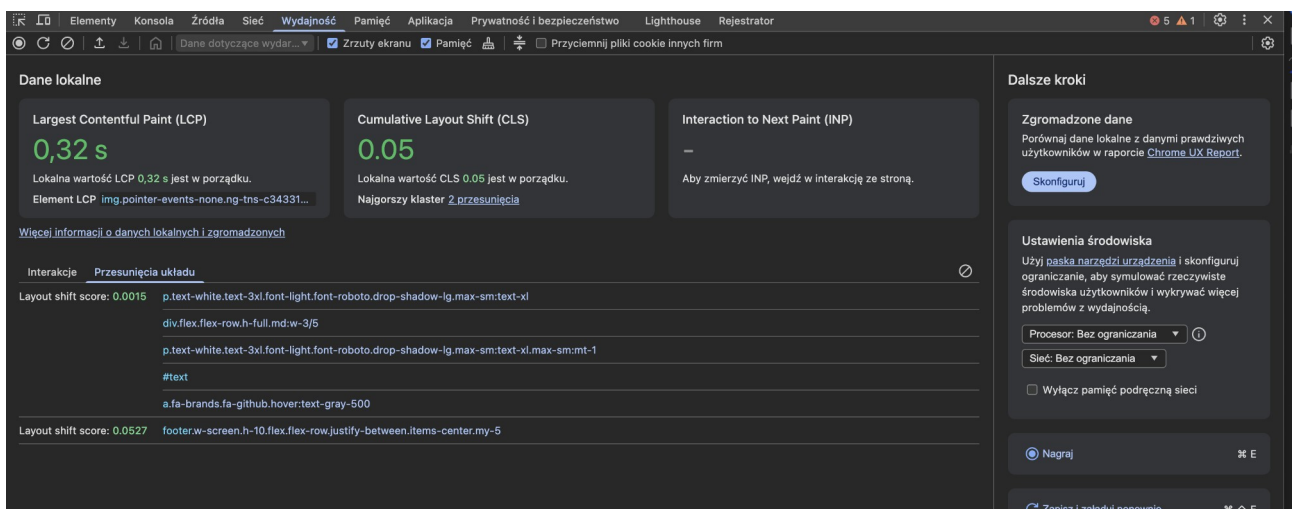 Elementy Konsola Źródła Sieć Wydajność Pamięć Aplikacja Prywatność i bezpieczeństwo Lighthouse Rejestrator 5 1
Dane dotyczące wydar... Zrzuty ekranu Pamięć Przyciemnij pliki cookie innych firm
Dane lokalne
Largest Contentful Paint (LCP)
0,32 s
Lokalna wartość LCP 0,32 s jest w porządku.
Element LCP img.pointer-events-none.ng-tns-c34331...
Cumulative Layout Shift (CLS)
0.05
Lokalna wartość CLS 0.05 jest w porządku.
Najgorszy klaster 2 przesunięcia
Interaction to Next Paint (INP)
-
Aby zmierzyć INP, wejdź w interakcję ze stroną.
Więcej informacji o danych lokalnych i zgromadzonych
Interakcje Przesunięcia układu
Layout shift score: 0.0015 p.text-white.text-3xl.font-light.font-roboto.drop-shadow-lg.max-sm:text-xl
div.flex.flex-row.h-full.md:w-3/5
p.text-white.text-3xl.font-light.font-roboto.drop-shadow-lg.max-sm:text-xl.max-sm:mt-1
#text
a.fa-brands.fa-github.hover:text-gray-500
Layout shift score: 0.0527 footer.w-screen.h-10.flex.flex-row.justify-between.items-center.my-5
Dalsze kroki
Zgromadzone dane
Porównaj dane lokalne z danymi prawdziwych
użytkowników w raporcie Chrome UX Report.
Skonfiguruj
Ustawienia środowiska
Użyj paska narzędzi urządzenia i skonfiguruj
ograniczanie, aby symulować rzeczywiste
środowiska użytkowników i wykrywać więcej
problemów z wydajnością.
Procesor: Bez ograniczania
Sieć: Bez ograniczania
Wyłącz pamięć podręczną sieci
Nagraj ⌘ E